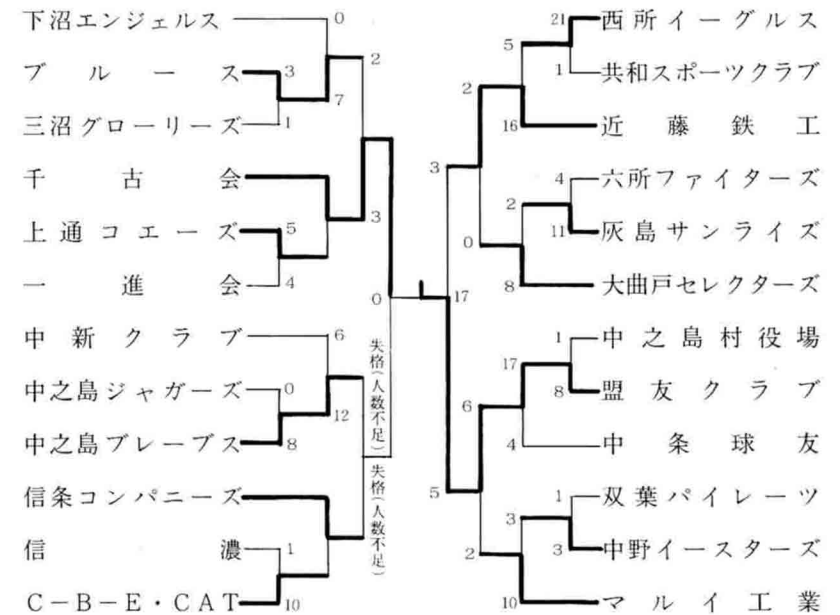 下沼エンジェルス
0
2
ブルース
3
7
三沼グローリーズ
1
千古会
3
上通コエーズ
5
一進会
4
0
中新クラブ
6
失格(人数不足)
中之島ジャガーズ
0
12
中之島ブレーブス
8
失格(人数不足)
信条コンパニーズ
信濃
1
C-B-E・CAT
10
21
西所イーグルス
5
1
共和スポーツクラブ
2
16
近藤鉄工
3
4
六所ファイターズ
2
11
灰島サンライズ
0
8
大曲戸セレクターズ
17
1
中之島村役場
17
8
盟友クラブ
6
4
中条球友
5
1
双葉パイレーツ
3
3
中野イースターズ
2
10
マルイ工業